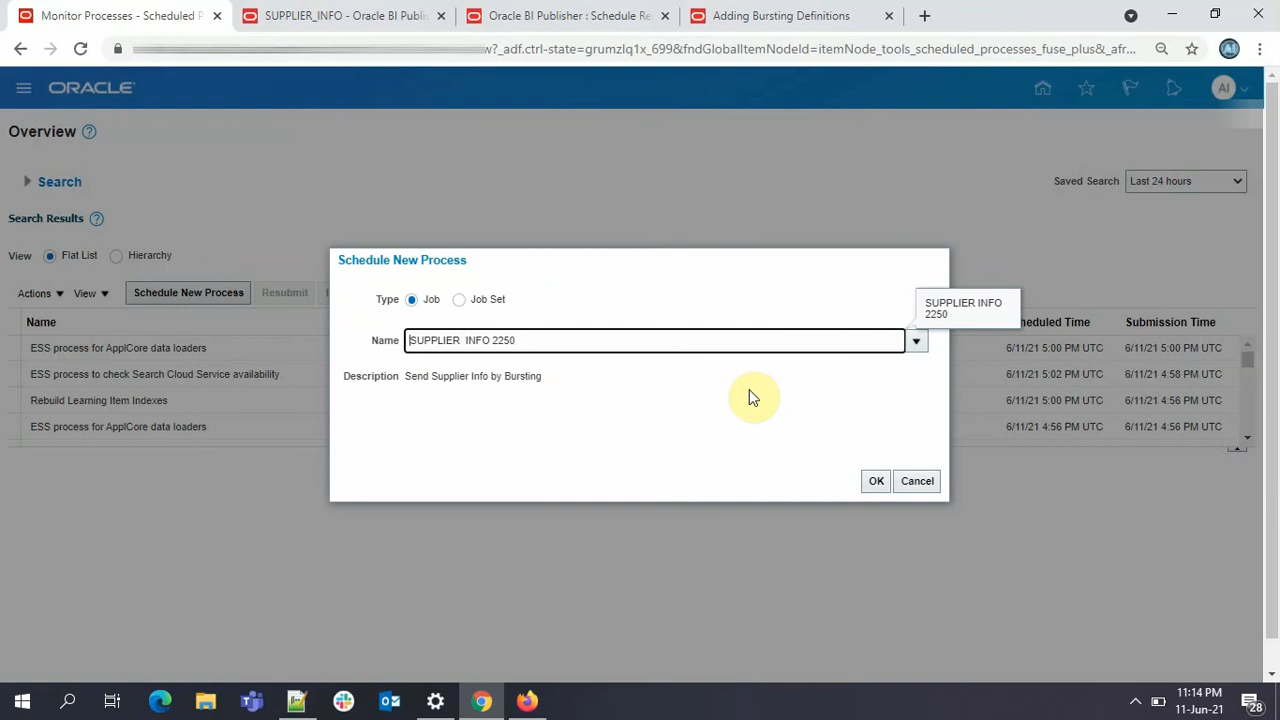 Monitor Processes - Scheduled P
SUPPLIER_INFO - Oracle BI Publis
Oracle BI Publisher : Schedule Re
Adding Bursting Definitions
w?_adf.ctrl-state=grumzlq1x_699&fndGlobalItemNodeId=itemNode_tools_scheduled_processes_fuse_plus&_afr...
ORACLE
AI
Overview
Search
Saved Search
Last 24 hours
Search Results
View
Flat List
Hierarchy
Actions
View
Schedule New Process
Resubmit
Name
Scheduled Time
Submission Time
ESS process for ApplCore data loaders
6/11/21 5:00 PM UTC
6/11/21 4:58 PM UTC
ESS process to check Search Cloud Service availability
6/11/21 5:02 PM UTC
6/11/21 4:58 PM UTC
Rebuild Learning Item Indexes
6/11/21 5:00 PM UTC
6/11/21 4:56 PM UTC
ESS process for ApplCore data loaders
6/11/21 4:56 PM UTC
6/11/21 4:56 PM UTC
Schedule New Process
Type
Job
Job Set
Name
SUPPLIER INFO 2250
SUPPLIER INFO
2250
Description
Send Supplier Info by Bursting
OK
Cancel
11:14 PM
11-Jun-21
28